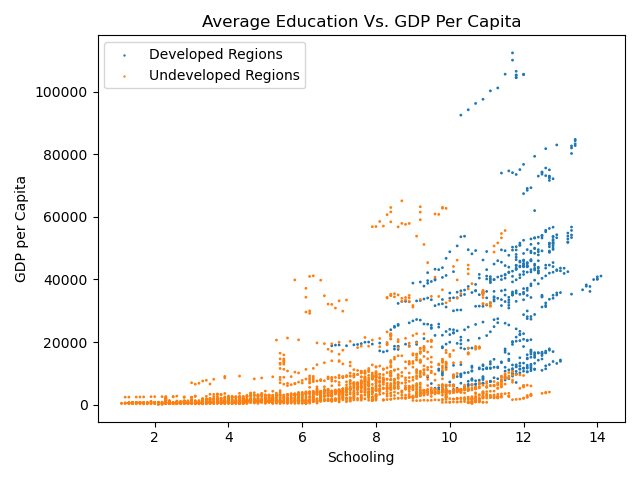 Average Education Vs. GDP Per Capita
Developed Regions
Undeveloped Regions
GDP per Capita
100000
80000
60000
40000
20000
0
2 4 6 8 10 12 14
Schooling